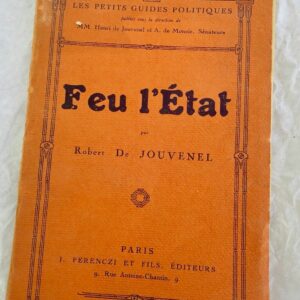 LES PETITS GUIDES POLITIQUES
publiés sous la direction de
MM. Henri de Jouvenel et A. de Monzie, Sénateurs
Feu l'État
par
Robert De JOUVENEL
PARIS
J. FERENCZI ET FILS, ÉDITEURS
9, Rue Antoine-Chantin, 9